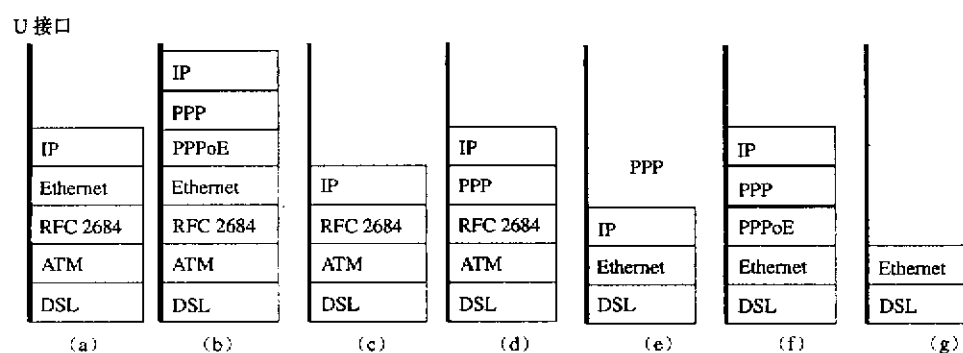 U 接口
IP
Ethernet
RFC 2684
ATM
DSL
(a)
IP
PPP
PPPoE
Ethernet
RFC 2684
ATM
DSL
(b)
IP
RFC 2684
ATM
DSL
(c)
IP
PPP
RFC 2684
ATM
DSL
(d)
PPP
IP
Ethernet
DSL
(e)
IP
PPP
PPPoE
Ethernet
DSL
(f)
Ethernet
DSL
(g)